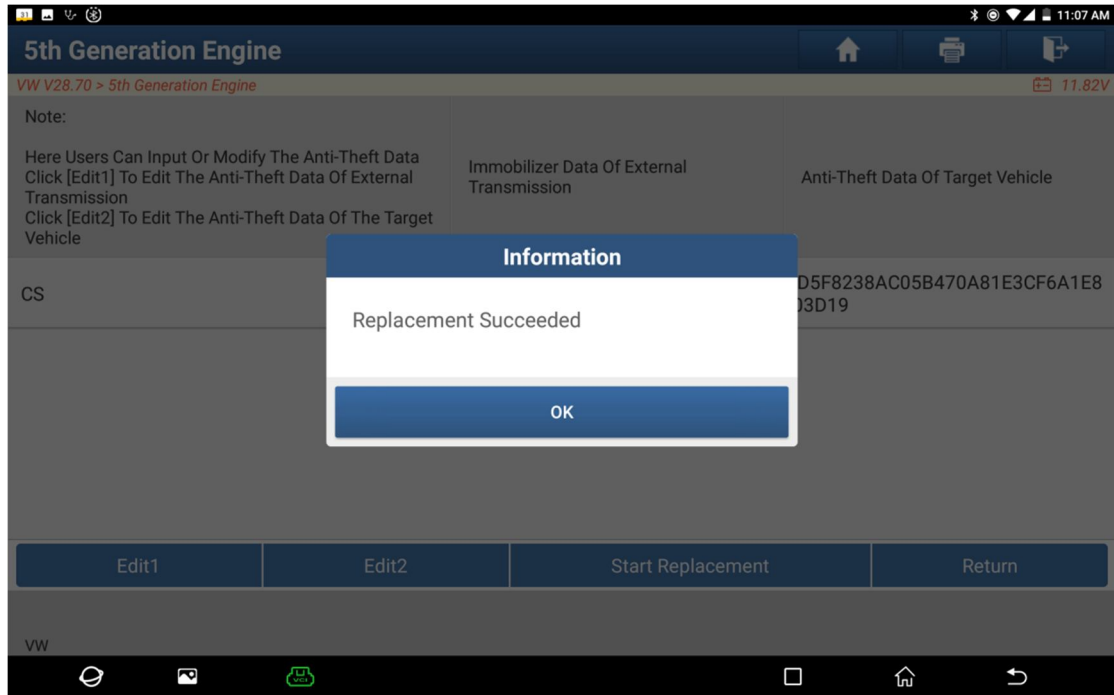 31
11:07 AM
5th Generation Engine
VW V28.70 > 5th Generation Engine
11.82V
Note:
Here Users Can Input Or Modify The Anti-Theft Data
Click [Edit1] To Edit The Anti-Theft Data Of External
Transmission
Click [Edit2] To Edit The Anti-Theft Data Of The Target
Vehicle
Immobilizer Data Of External
Transmission
Anti-Theft Data Of Target Vehicle
CS
D5F8238AC05B470A81E3CF6A1E8
03D19
Information
Replacement Succeeded
OK
Edit1
Edit2
Start Replacement
Return
VW
VCI